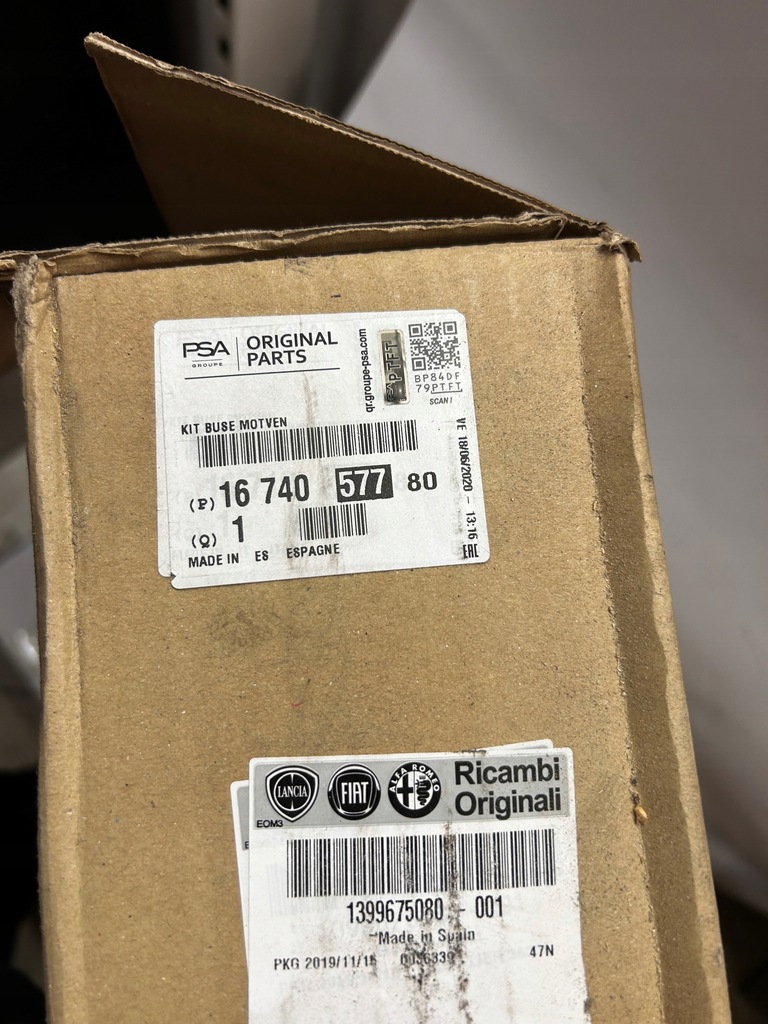 PSA
GROUPE
ORIGINAL
PARTS
qr.groupe-psa.com
PTFT
BP84DF
79PTFT
SCAN!
KIT BUSE MOTVEN
(P) 16 740 577 80
(Q) 1
MADE IN ES ESPAGNE
VE 18/06/2020 - 13:16
EAC
LANCIA
FIAT
ALFA ROMEO
Ricambi
Originali
EOM3
1399675080 - 001
Made in Spain
PKG 2019/11/15
47N